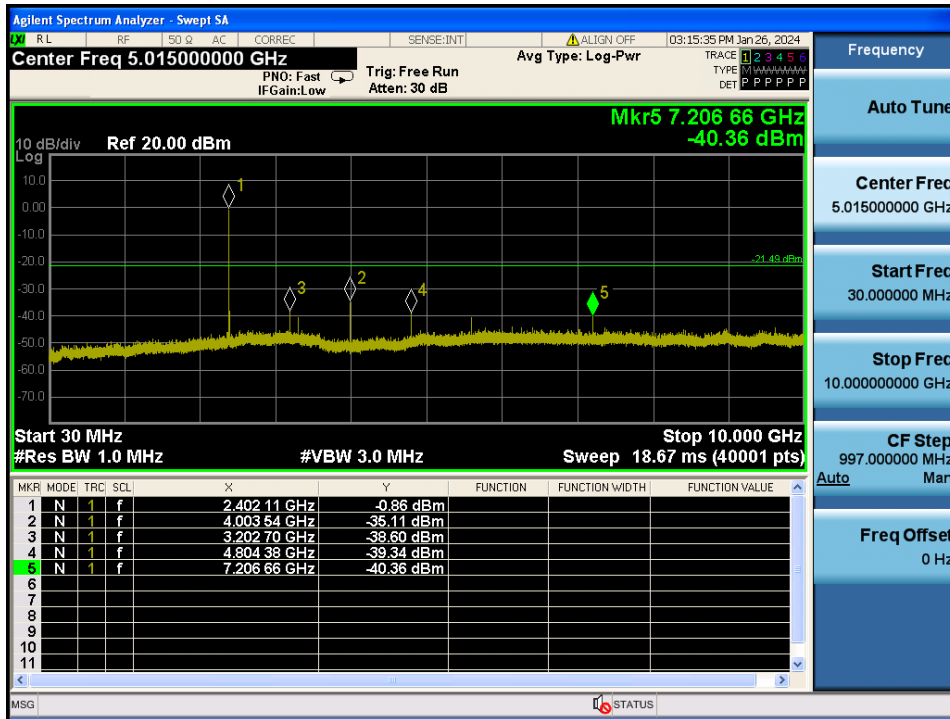 Agilent Spectrum Analyzer - Swept SA
LXI RL RF 50 Ω AC CORREC SENSE:INT ALIGN OFF 03:15:35 PM Jan 26, 2024
Center Freq 5.015000000 GHz
PNO: Fast
IFGain:Low
Trig: Free Run
Atten: 30 dB
Avg Type: Log-Pwr
TRACE 1 2 3 4 5 6
TYPE M
DET P P P P P P
Mkr5 7.206 66 GHz
-40.36 dBm
10 dB/div Ref 20.00 dBm
Log
10.0
0.00
-10.0
-20.0
-30.0
-40.0
-50.0
-60.0
-70.0
1
2
3
4
5
-21.49 dBm
Start 30 MHz Stop 10.000 GHz
#Res BW 1.0 MHz #VBW 3.0 MHz Sweep 18.67 ms (40001 pts)
MKR MODE TRC SCL X Y FUNCTION FUNCTION WIDTH FUNCTION VALUE
1 N 1 f 2.402 11 GHz -0.86 dBm
2 N 1 f 4.003 54 GHz -35.11 dBm
3 N 1 f 3.202 70 GHz -38.60 dBm
4 N 1 f 4.804 38 GHz -39.34 dBm
5 N 1 f 7.206 66 GHz -40.36 dBm
6
7
8
9
10
11
MSG STATUS
Frequency
Auto Tune
Center Freq
5.015000000 GHz
Start Freq
30.000000 MHz
Stop Freq
10.000000000 GHz
CF Step
997.000000 MHz
Auto Man
Freq Offset
0 Hz